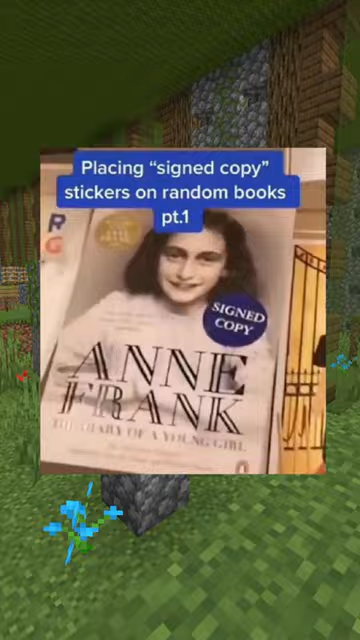 Placing “signed copy”
stickers on random books
pt.1
R
G
SIGNED
COPY
ANNE
FRANK
THE DIARY OF A YOUNG GIRL